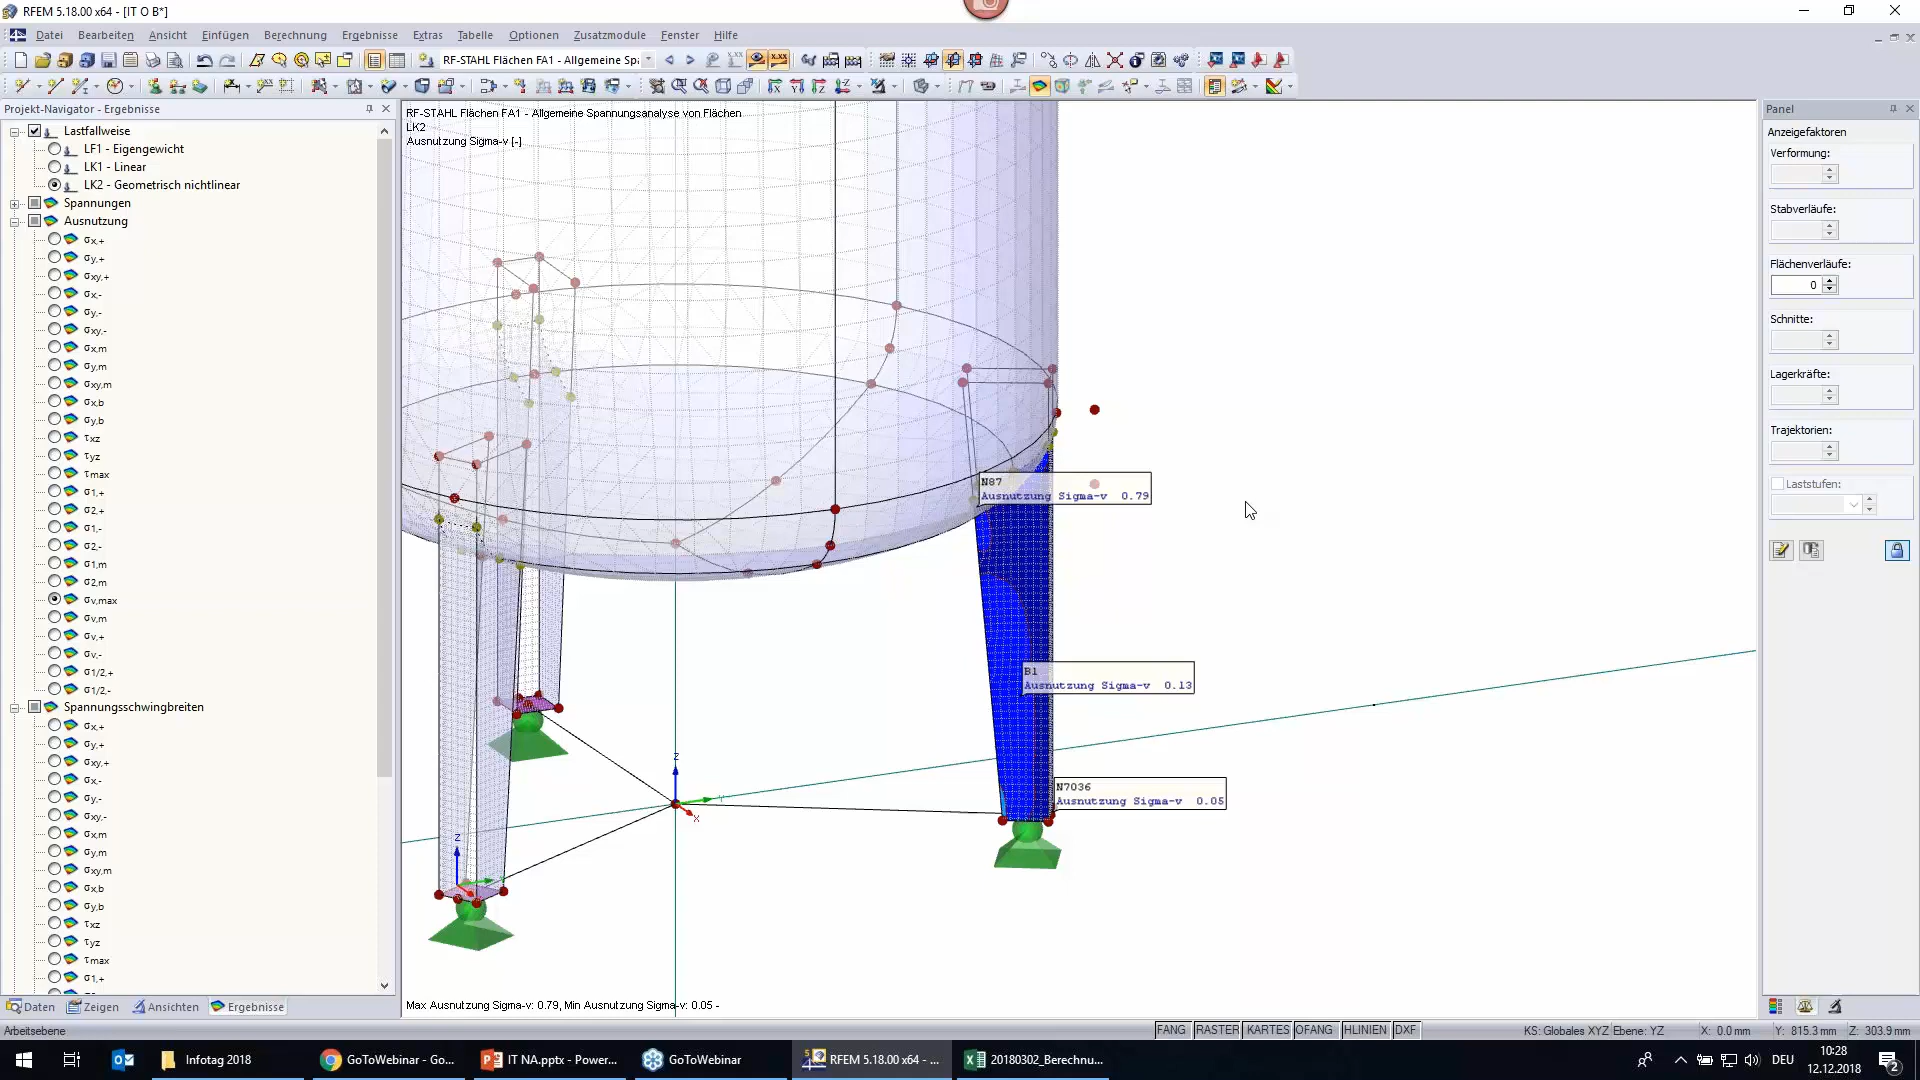 RFEM 5.18.00 x64 - [IT O B*]
Datei Bearbeiten Ansicht Einfügen Berechnung Ergebnisse Extras Tabelle Optionen Zusatzmodule Fenster Hilfe
RF-STAHL Flächen FA1 - Allgemeine Sp
Projekt-Navigator - Ergebnisse
Lastfallweise
LF1 - Eigengewicht
LK1 - Linear
LK2 - Geometrisch nichtlinear
Spannungen
Ausnutzung
σx,+
σy,+
σxy,+
σx,-
σy,-
σxy,-
σx,m
σy,m
σxy,m
σx,b
σy,b
τxz
τyz
τmax
σ1,+
σ2,+
σ1,-
σ2,-
σ1,m
σ2,m
σv,max
σv,m
σv,+
σv,-
σ1/2,+
σ1/2,-
Spannungsschwingbreiten
σx,+
σy,+
σxy,+
σx,-
σy,-
σxy,-
σx,m
σy,m
σxy,m
σx,b
σy,b
τxz
τyz
τmax
σ1,+
Daten Zeigen Ansichten Ergebnisse
RF-STAHL Flächen FA1 - Allgemeine Spannungsanalyse von Flächen
LK2
Ausnutzung Sigma-v [-]
N87
Ausnutzung Sigma-v 0.79
B1
Ausnutzung Sigma-v 0.13
N7036
Ausnutzung Sigma-v 0.05
Z
Y
X
Z
Max Ausnutzung Sigma-v: 0.79, Min Ausnutzung Sigma-v: 0.05 -
Panel
Anzeigefaktoren
Verformung:
Stabverläufe:
Flächenverläufe:
0
Schnitte:
Lagerkräfte:
Trajektorien:
Laststufen:
Arbeitsebene
FANG RASTER KARTES OFANG HLINIEN DXF
KS: Globales XYZ Ebene: YZ X: 0.0 mm Y: 815.3 mm Z: 303.9 mm
Infotag 2018
GoToWebinar - Go...
IT NA.pptx - Power...
GoToWebinar
RFEM 5.18.00 x64 - ...
20180302_Berechnu...
DEU
10:28
12.12.2018
2